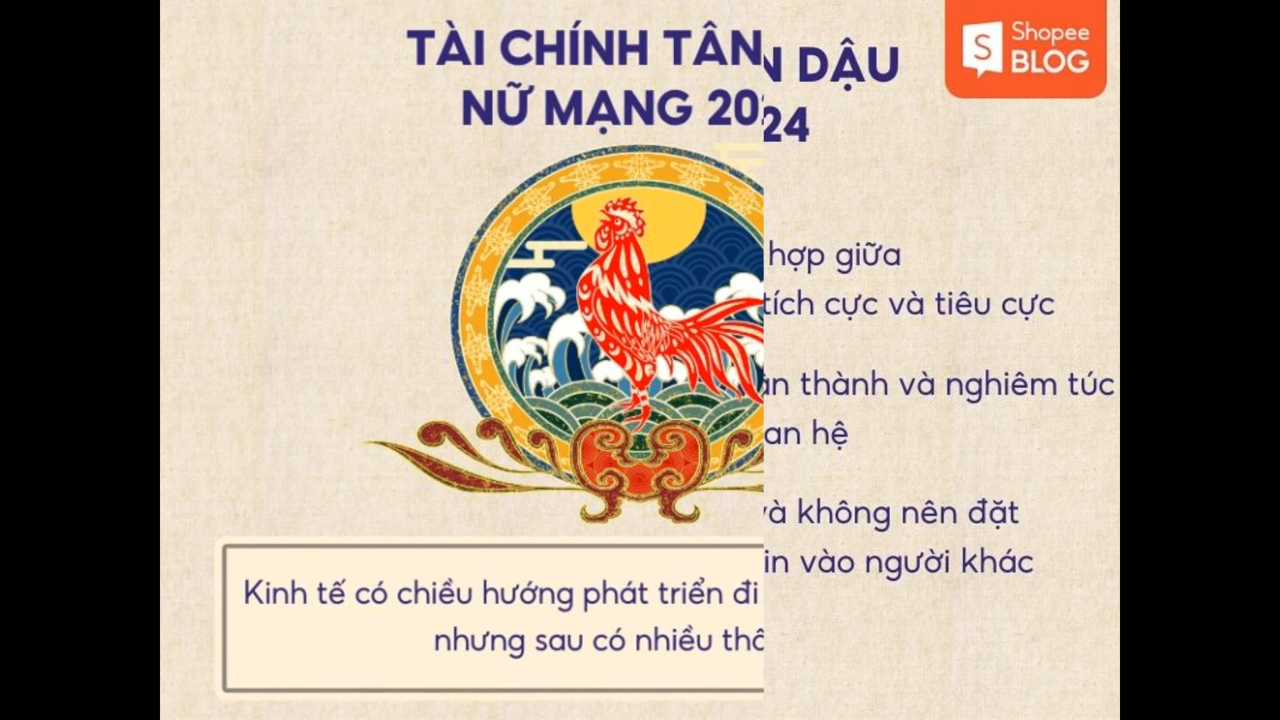 TÀI CHÍNH TÂN
NỮ MẠNG 20
Kinh tế có chiều hướng phát triển đi
nhưng sau có nhiều thă
N DẬU
24
hợp giữa
tích cực và tiêu cực
ân thành và nghiêm túc
an hệ
và không nên đặt
in vào người khác
Shopee
BLOG